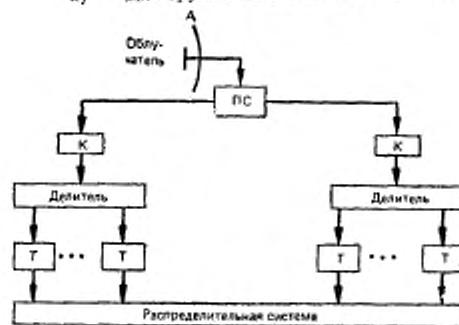 А
Облу-
чатель
ПС
К
К
Делитель
Делитель
Т ••• Т
Т ••• Т
Распределительная система